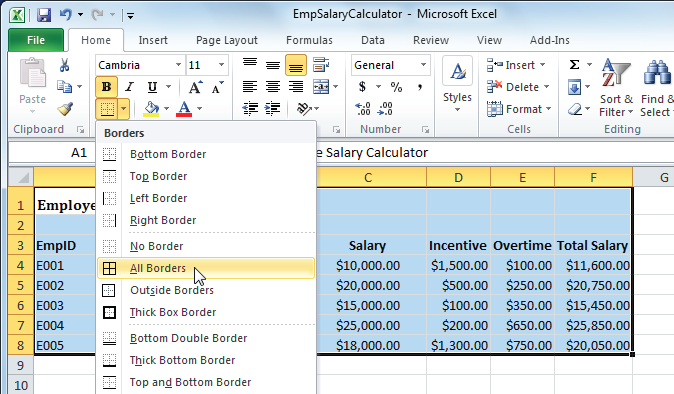 EmpSalaryCalculator - Microsoft Excel
File Home Insert Page Layout Formulas Data Review View Add-Ins
Paste
Clipboard
Cambria 11
B I U A A
A
General
$ % ,
.0 .00 .00 .0
Number
Styles
Insert
Delete
Format
Cells
Σ
Sort & Filter
Find & Select
Editing
A1 e Salary Calculator
Borders
Bottom Border
Top Border
Left Border
Right Border
No Border
All Borders
Outside Borders
Thick Box Border
Bottom Double Border
Thick Bottom Border
Top and Bottom Border
C D E F G
1 Employe
2
3 EmpID Salary Incentive Overtime Total Salary
4 E001 $10,000.00 $1,500.00 $100.00 $11,600.00
5 E002 $20,000.00 $500.00 $250.00 $20,750.00
6 E003 $15,000.00 $100.00 $350.00 $15,450.00
7 E004 $25,000.00 $200.00 $650.00 $25,850.00
8 E005 $18,000.00 $1,300.00 $750.00 $20,050.00
9
10